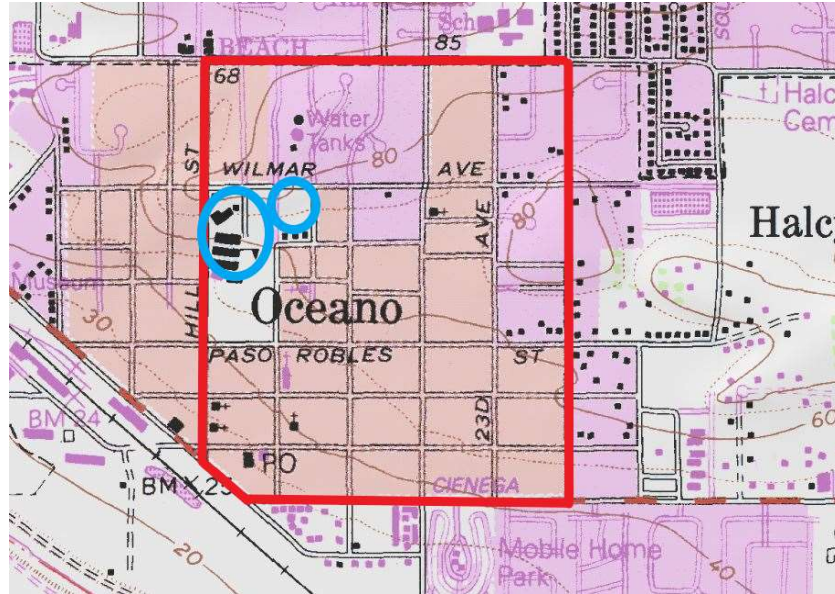 Sch
BEACH
85
68
Water
Tanks
80
Halc
Cem
ST
WILMAR
AVE
AVE
80
Halc
Museum
Oceano
30
HILL
PASO ROBLES
ST
BM 24
23D
60
PO
BM X 25
CIENEGA
20
Mobile Home
Park
40